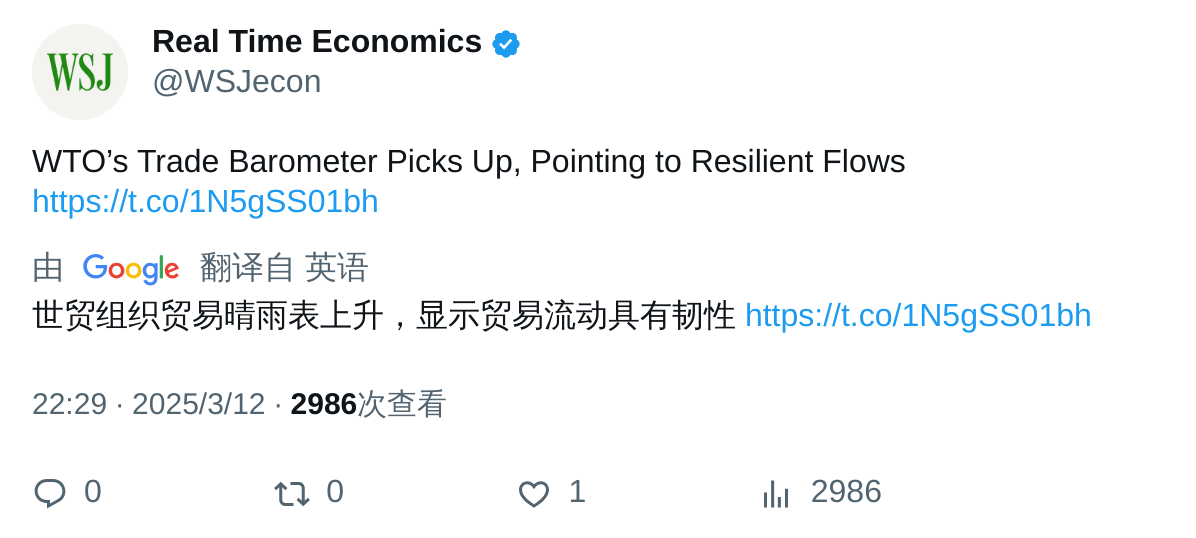 WSJ
Real Time Economics
@WSJecon
WTO’s Trade Barometer Picks Up, Pointing to Resilient Flows
https://t.co/1N5gSS01bh
由 Google 翻译自 英语
世贸组织贸易晴雨表上升，显示贸易流动具有韧性 https://t.co/1N5gSS01bh
22:29 · 2025/3/12 · 2986次查看
0 0 1 2986